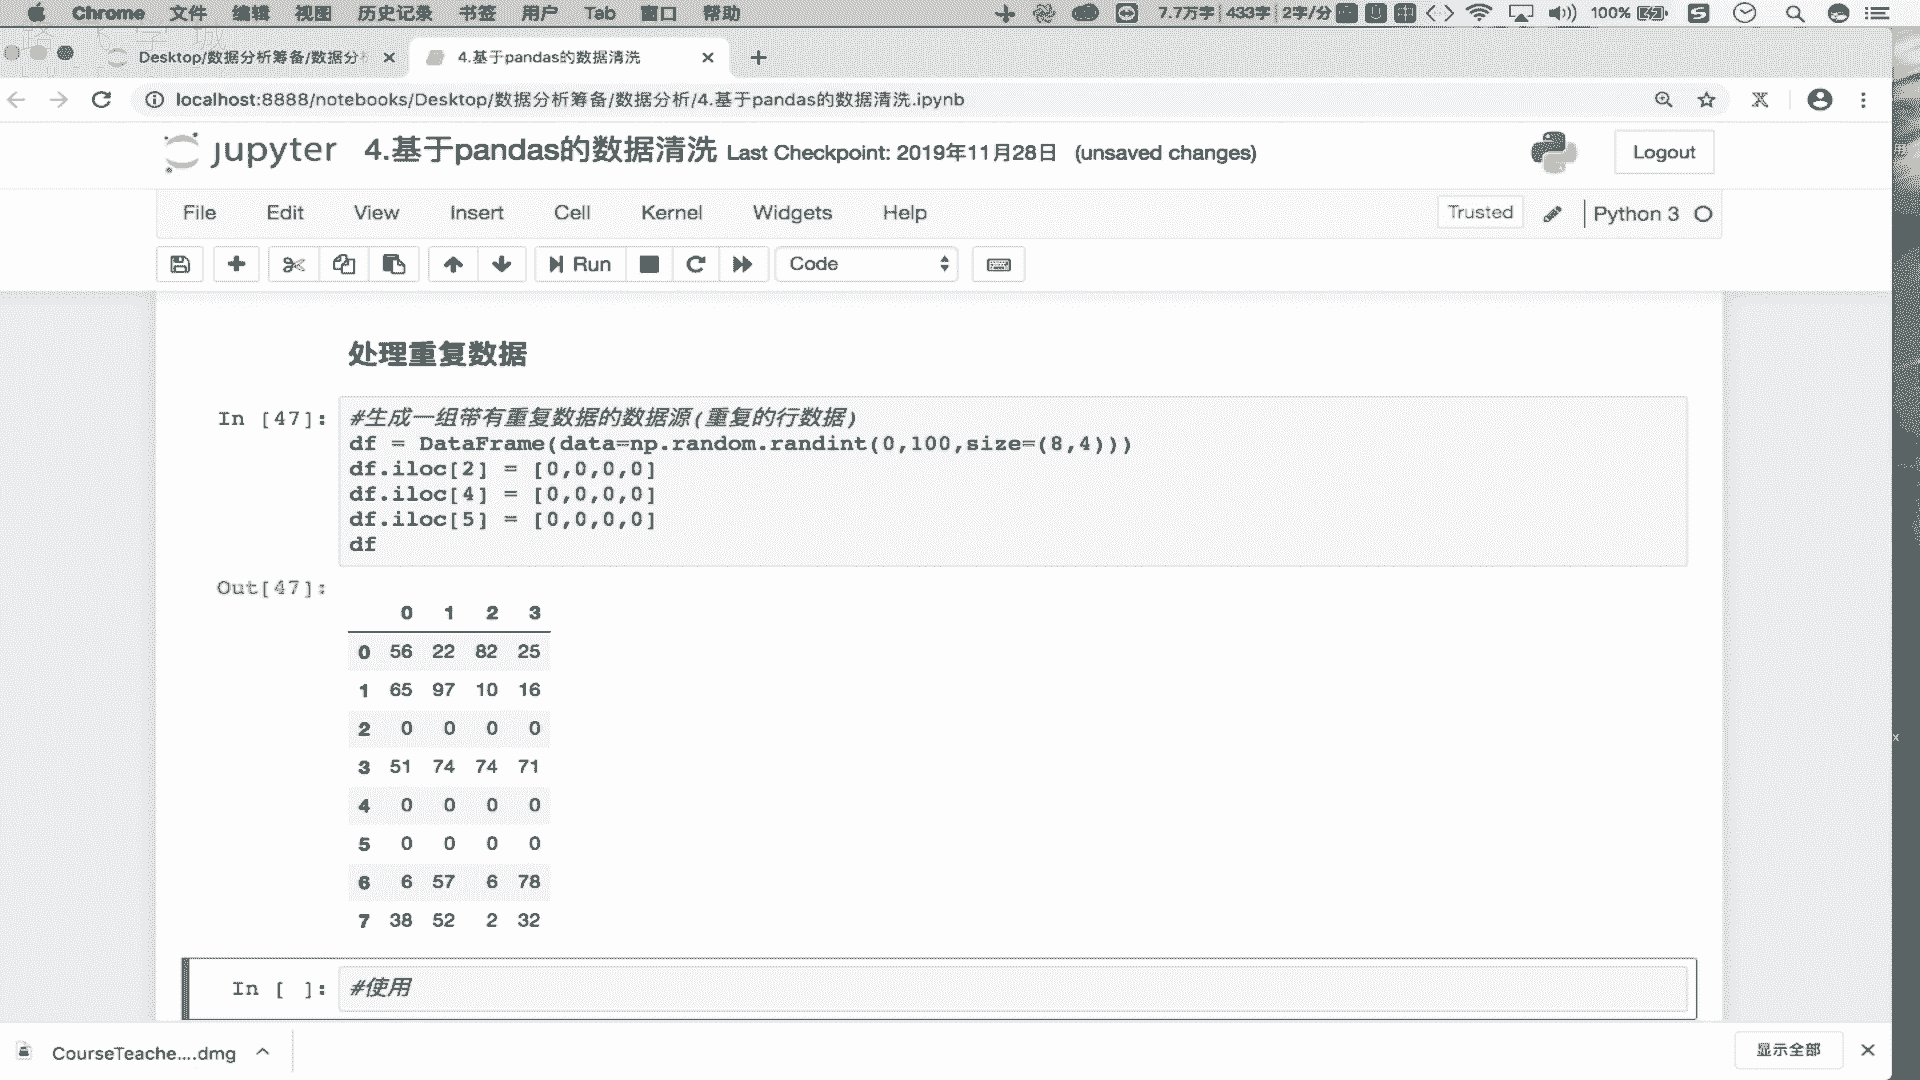 Chrome 文件 编辑 视图 历史记录 书签 用户 Tab 窗口 帮助 7.7万字 433字 2字/分 100%
Desktop/数据分析筹备/数据分 4.基于pandas的数据清洗
localhost:8888/notebooks/Desktop/数据分析筹备/数据分析/4.基于pandas的数据清洗.ipynb
jupyter 4.基于pandas的数据清洗 Last Checkpoint: 2019年11月28日 (unsaved changes) Logout
File Edit View Insert Cell Kernel Widgets Help Trusted Python 3
Run Code
处理重复数据
In [47]: #生成一组带有重复数据的数据源(重复的行数据)
df = DataFrame(data=np.random.randint(0,100,size=(8,4)))
df.iloc[2] = [0,0,0,0]
df.iloc[4] = [0,0,0,0]
df.iloc[5] = [0,0,0,0]
df
Out[47]:
0 1 2 3
0 56 22 82 25
1 65 97 10 16
2 0 0 0 0
3 51 74 74 71
4 0 0 0 0
5 0 0 0 0
6 6 57 6 78
7 38 52 2 32
In [ ]: #使用
CourseTeache....dmg 显示全部